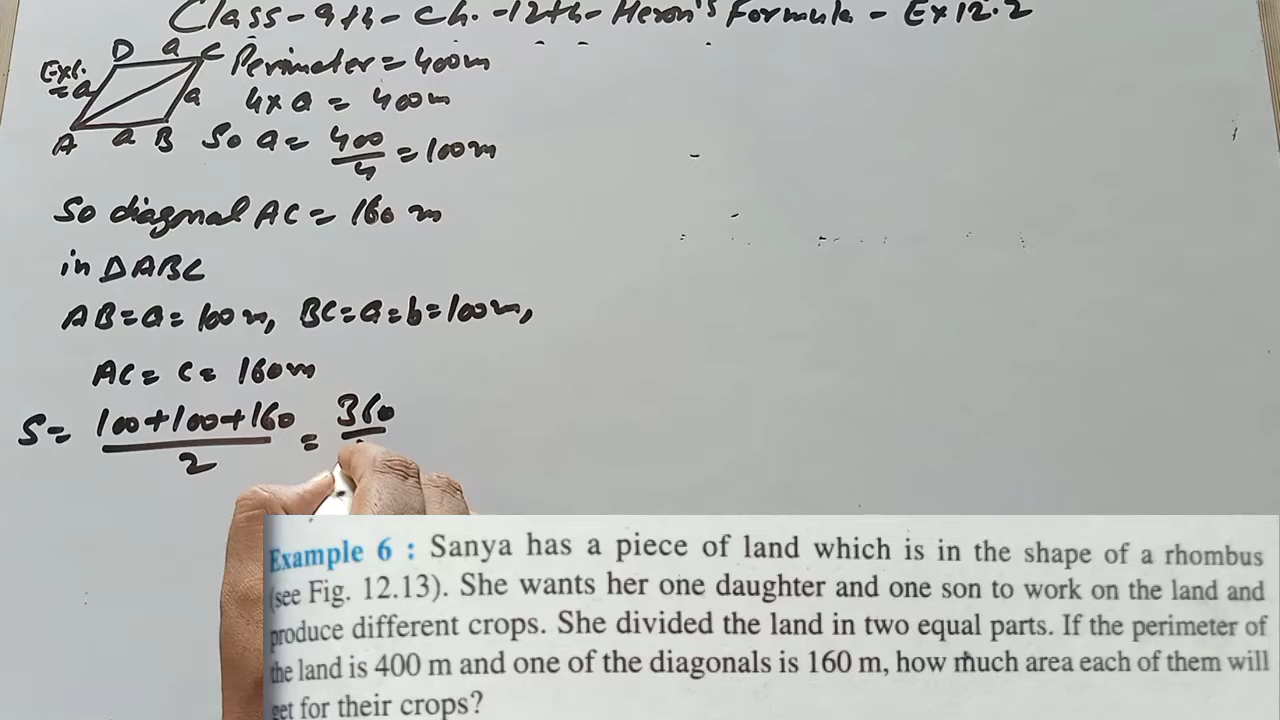 Class-9th-Ch.-12th-Heron's Formula - Ex 12.2
D a C
= a a
A a B
Perimeter = 400m
4 x a = 400m
So a = 400/4 = 100m
So diagonal AC = 160 m
in ΔABC
AB = a = 100m, BC = a = b = 100m,
AC = C = 160m
S = 100+100+160/2 = 360
Example 6 : Sanya has a piece of land which is in the shape of a rhombus
(see Fig. 12.13). She wants her one daughter and one son to work on the land and
produce different crops. She divided the land in two equal parts. If the perimeter of
the land is 400 m and one of the diagonals is 160 m, how much area each of them will
get for their crops?